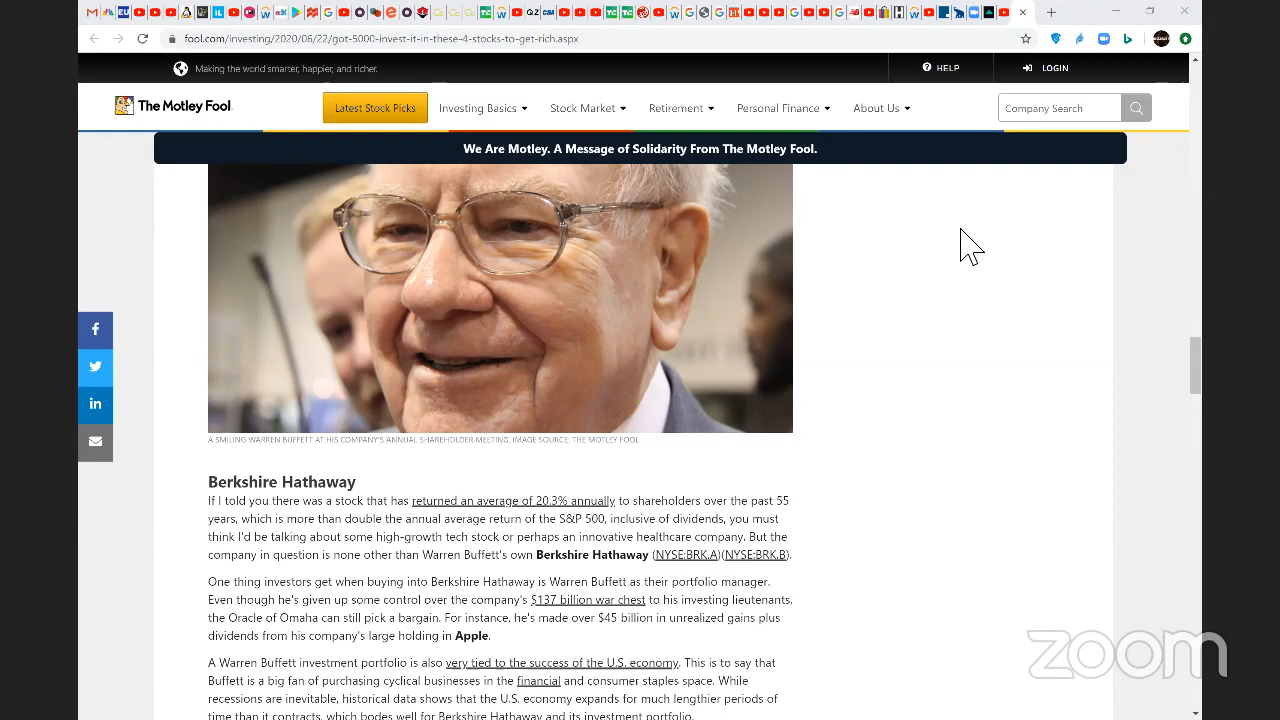 fool.com/investing/2020/06/22/got-5000-invest-it-in-these-4-stocks-to-get-rich.aspx
Making the world smarter, happier, and richer.
HELP
LOGIN
The Motley Fool
Latest Stock Picks
Investing Basics
Stock Market
Retirement
Personal Finance
About Us
Company Search
We Are Motley. A Message of Solidarity From The Motley Fool.
A SMILING WARREN BUFFETT AT HIS COMPANY'S ANNUAL SHAREHOLDER MEETING. IMAGE SOURCE: THE MOTLEY FOOL.
Berkshire Hathaway
If I told you there was a stock that has returned an average of 20.3% annually to shareholders over the past 55
years, which is more than double the annual average return of the S&P 500, inclusive of dividends, you must
think I'd be talking about some high-growth tech stock or perhaps an innovative healthcare company. But the
company in question is none other than Warren Buffett's own Berkshire Hathaway (NYSE:BRK.A)(NYSE:BRK.B).
One thing investors get when buying into Berkshire Hathaway is Warren Buffett as their portfolio manager.
Even though he's given up some control over the company's $137 billion war chest to his investing lieutenants,
the Oracle of Omaha can still pick a bargain. For instance, he's made over $45 billion in unrealized gains plus
dividends from his company's large holding in Apple.
A Warren Buffett investment portfolio is also very tied to the success of the U.S. economy. This is to say that
Buffett is a big fan of purchasing cyclical businesses in the financial and consumer staples space. While
recessions are inevitable, historical data shows that the U.S. economy expands for much lengthier periods of
time than it contracts, which bodes well for Berkshire Hathaway and its investment portfolio.
zoom